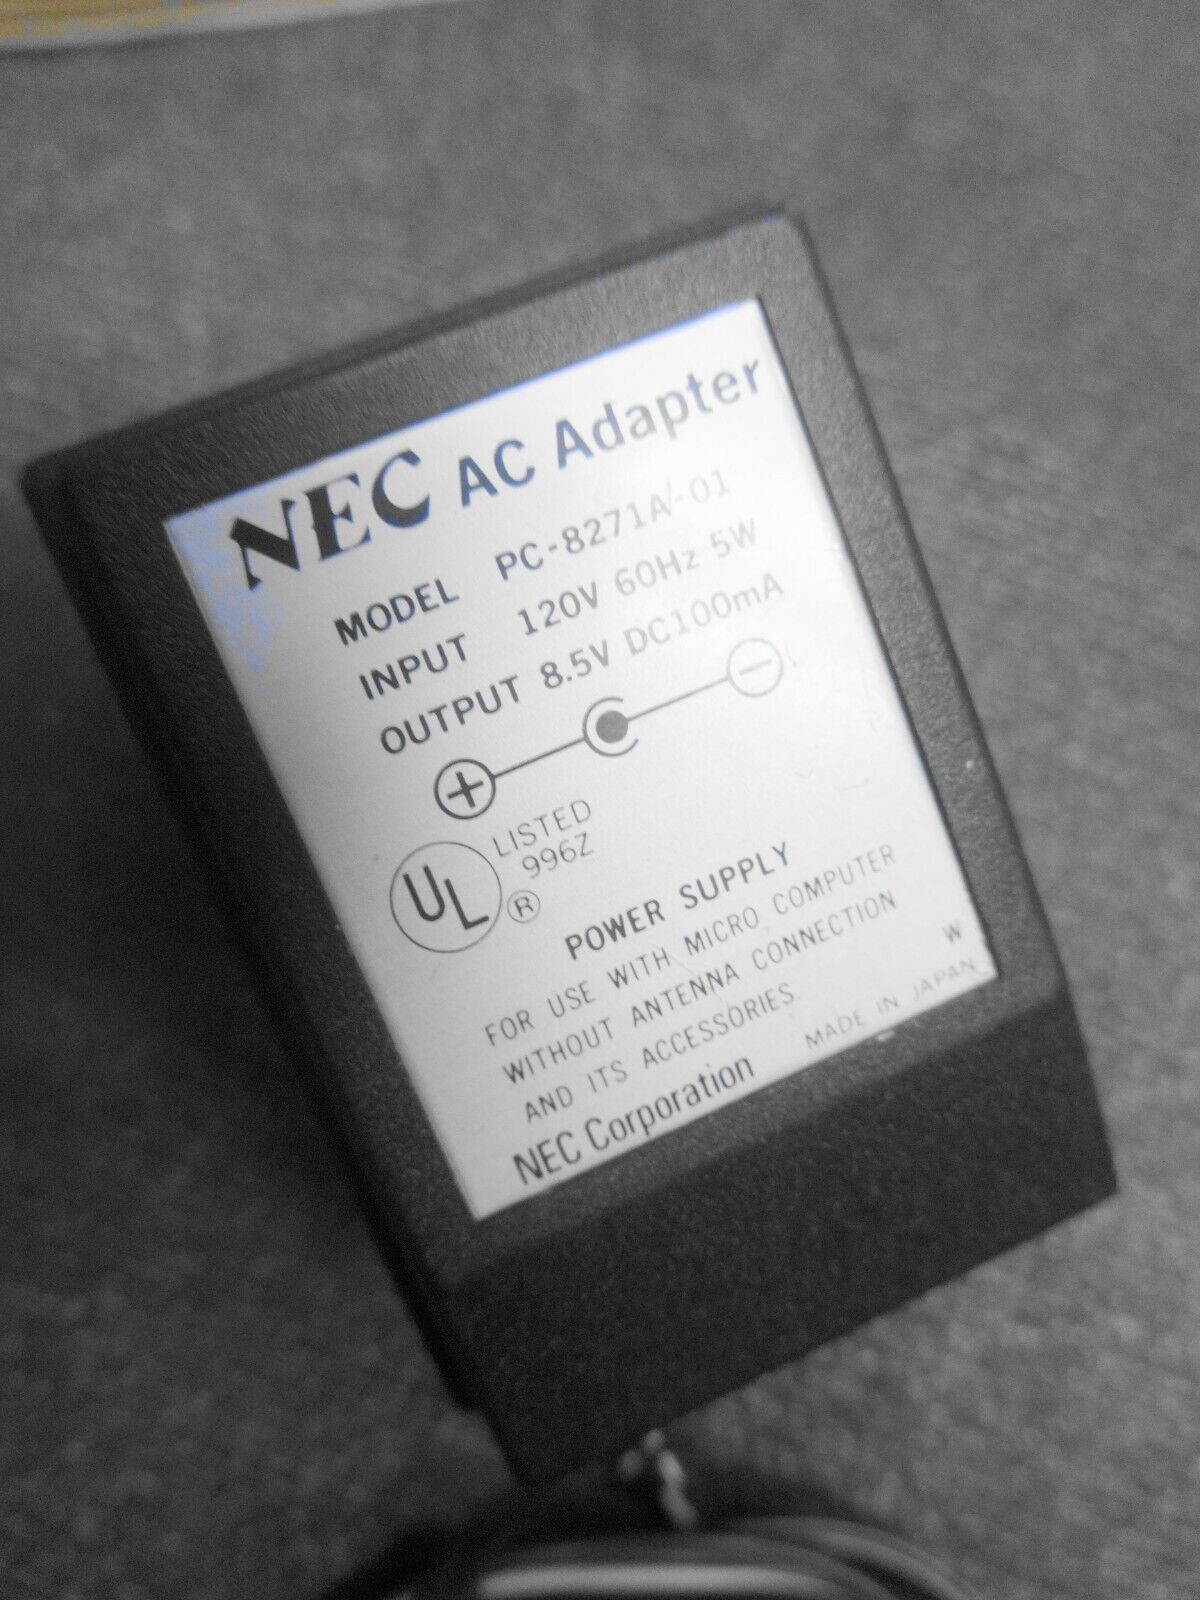 NEC AC Adapter
MODEL PC-8271A-01
INPUT 120V 60Hz 5W
OUTPUT 8.5V DC100mA
+ −
UL ® LISTED
996Z
POWER SUPPLY
FOR USE WITH MICRO COMPUTER
WITHOUT ANTENNA CONNECTION
AND ITS ACCESSORIES.
W
NEC Corporation MADE IN JAPAN